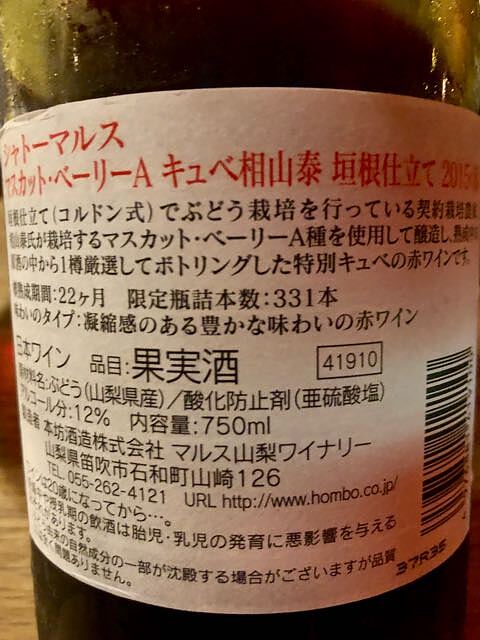 シャトーマルス
マスカット・ベーリーA キュベ相山泰 垣根仕立て 2015
垣根仕立て(コルドン式)でぶどう栽培を行っている契約栽培農家
相山泰氏が栽培するマスカット・ベーリーA種を使用して醸造し、熟成中の
原酒の中から1樽厳選してボトリングした特別キュベの赤ワインです。
樽熟成期間:22ヶ月 限定瓶詰本数:331本
味わいのタイプ:凝縮感のある豊かな味わいの赤ワイン
日本ワイン 品目:果実酒 41910
原材料名:ぶどう(山梨県産)/酸化防止剤(亜硫酸塩)
アルコール分:12% 内容量:750ml
製造者 本坊酒造株式会社 マルス山梨ワイナリー
山梨県笛吹市石和町山崎126
TEL. 055-262-4121 URL http://www.hombo.co.jp/
は20歳になってから…。
や授乳期の飲酒は胎児・乳児の発育に悪影響を与える
があります。
由来の自然成分の一部が沈殿する場合がございますが品質
問題ありません。
37R35